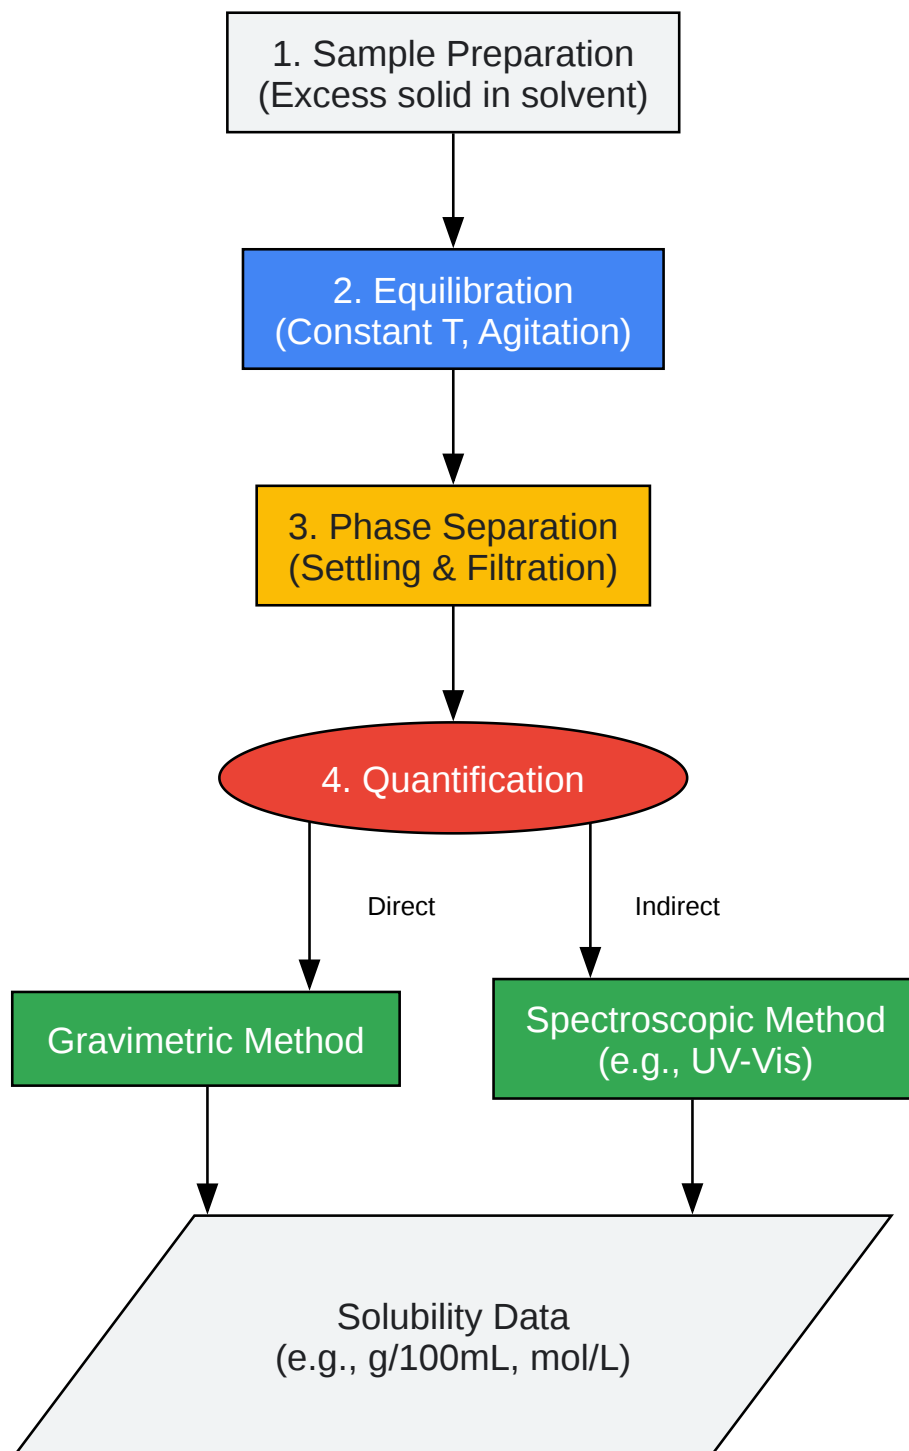 1. Sample Preparation
(Excess solid in solvent)
2. Equilibration
(Constant T, Agitation)
3. Phase Separation
(Settling & Filtration)
4. Quantification
Direct
Indirect
Gravimetric Method
Spectroscopic Method
(e.g., UV-Vis)
Solubility Data
(e.g., g/100mL, mol/L)